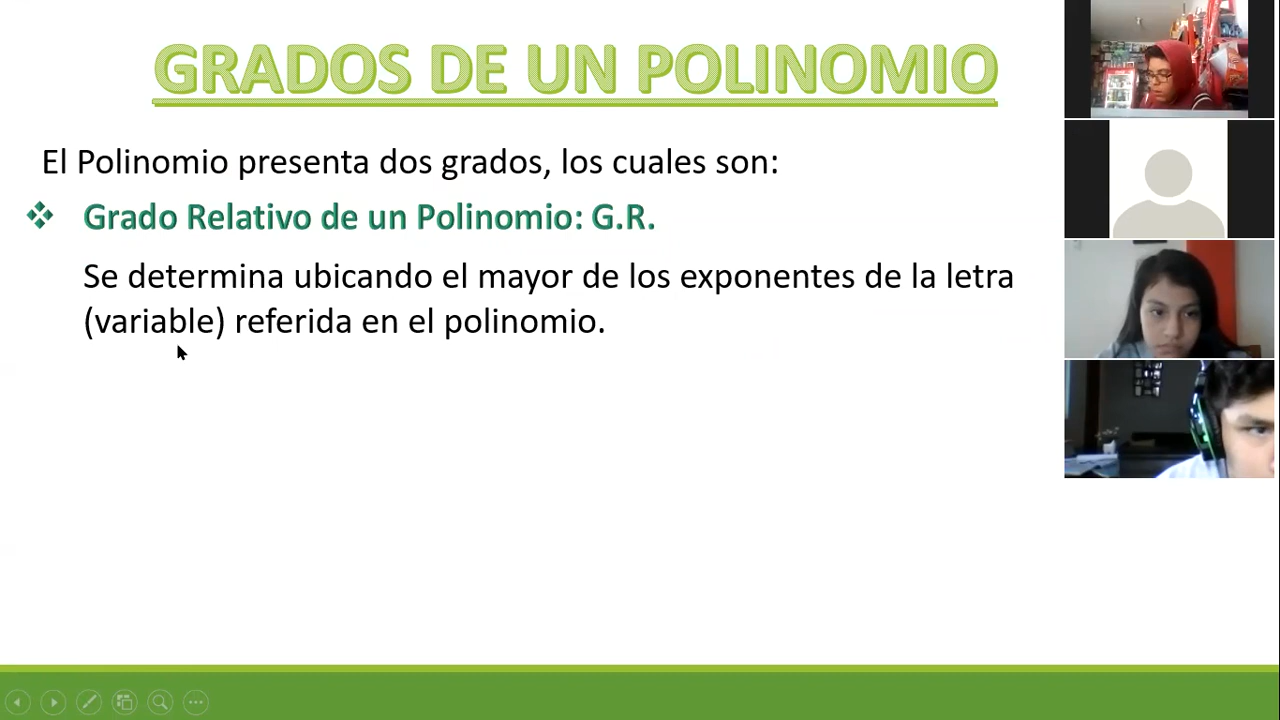 GRADOS DE UN POLINOMIO
El Polinomio presenta dos grados, los cuales son:
Grado Relativo de un Polinomio: G.R.
Se determina ubicando el mayor de los exponentes de la letra
(variable) referida en el polinomio.